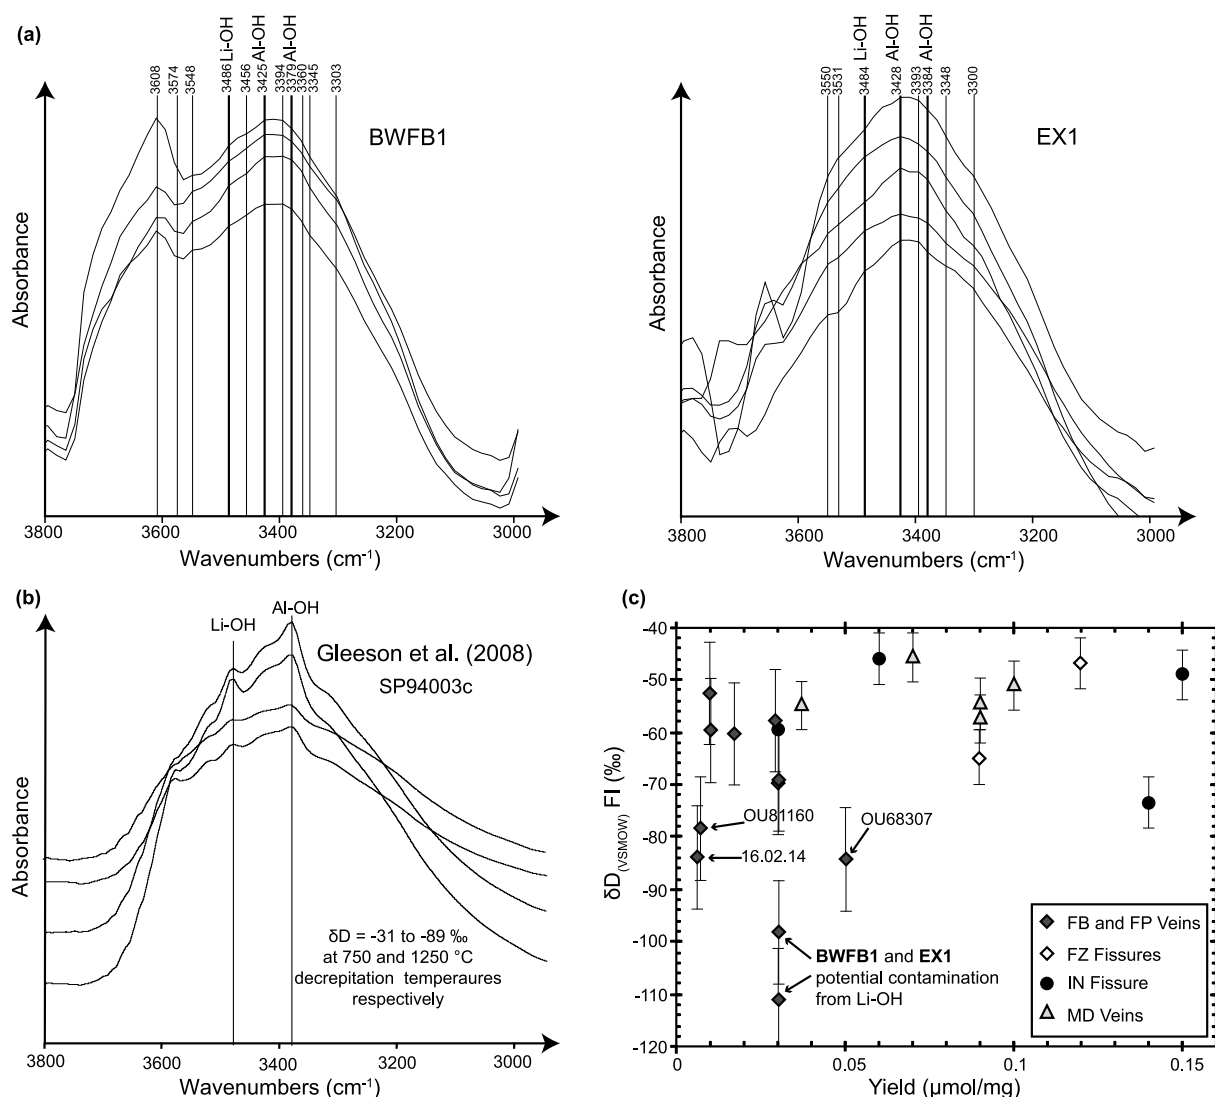 (a)
Li-OH
Al-OH
Al-OH
3608
3574
3548
3486
3456
3425
3394
3379
3360
3345
3303
BWFB1
Absorbance
3800
3600
3400
3200
3000
Wavenumbers (cm⁻¹)
Li-OH
Al-OH
Al-OH
3550
3531
3484
3428
3393
3384
3348
3300
EX1
Absorbance
3800
3600
3400
3200
3000
Wavenumbers (cm⁻¹)
(b)
Li-OH
Al-OH
Gleeson et al. (2008)
SP94003c
Absorbance
δD = -31 to -89 ‰
at 750 and 1250 °C
decrepitation temperaures
respectively
3800
3600
3400
3200
3000
Wavenumbers (cm⁻¹)
(c)
-40
-50
-60
-70
-80
-90
-100
-110
-120
δD(VSMOW) FI (‰)
OU81160
16.02.14
OU68307
BWFB1 and EX1
potential contamination
from Li-OH
FB and FP Veins
FZ Fissures
IN Fissure
MD Veins
0
0.05
0.1
0.15
Yield (μmol/mg)